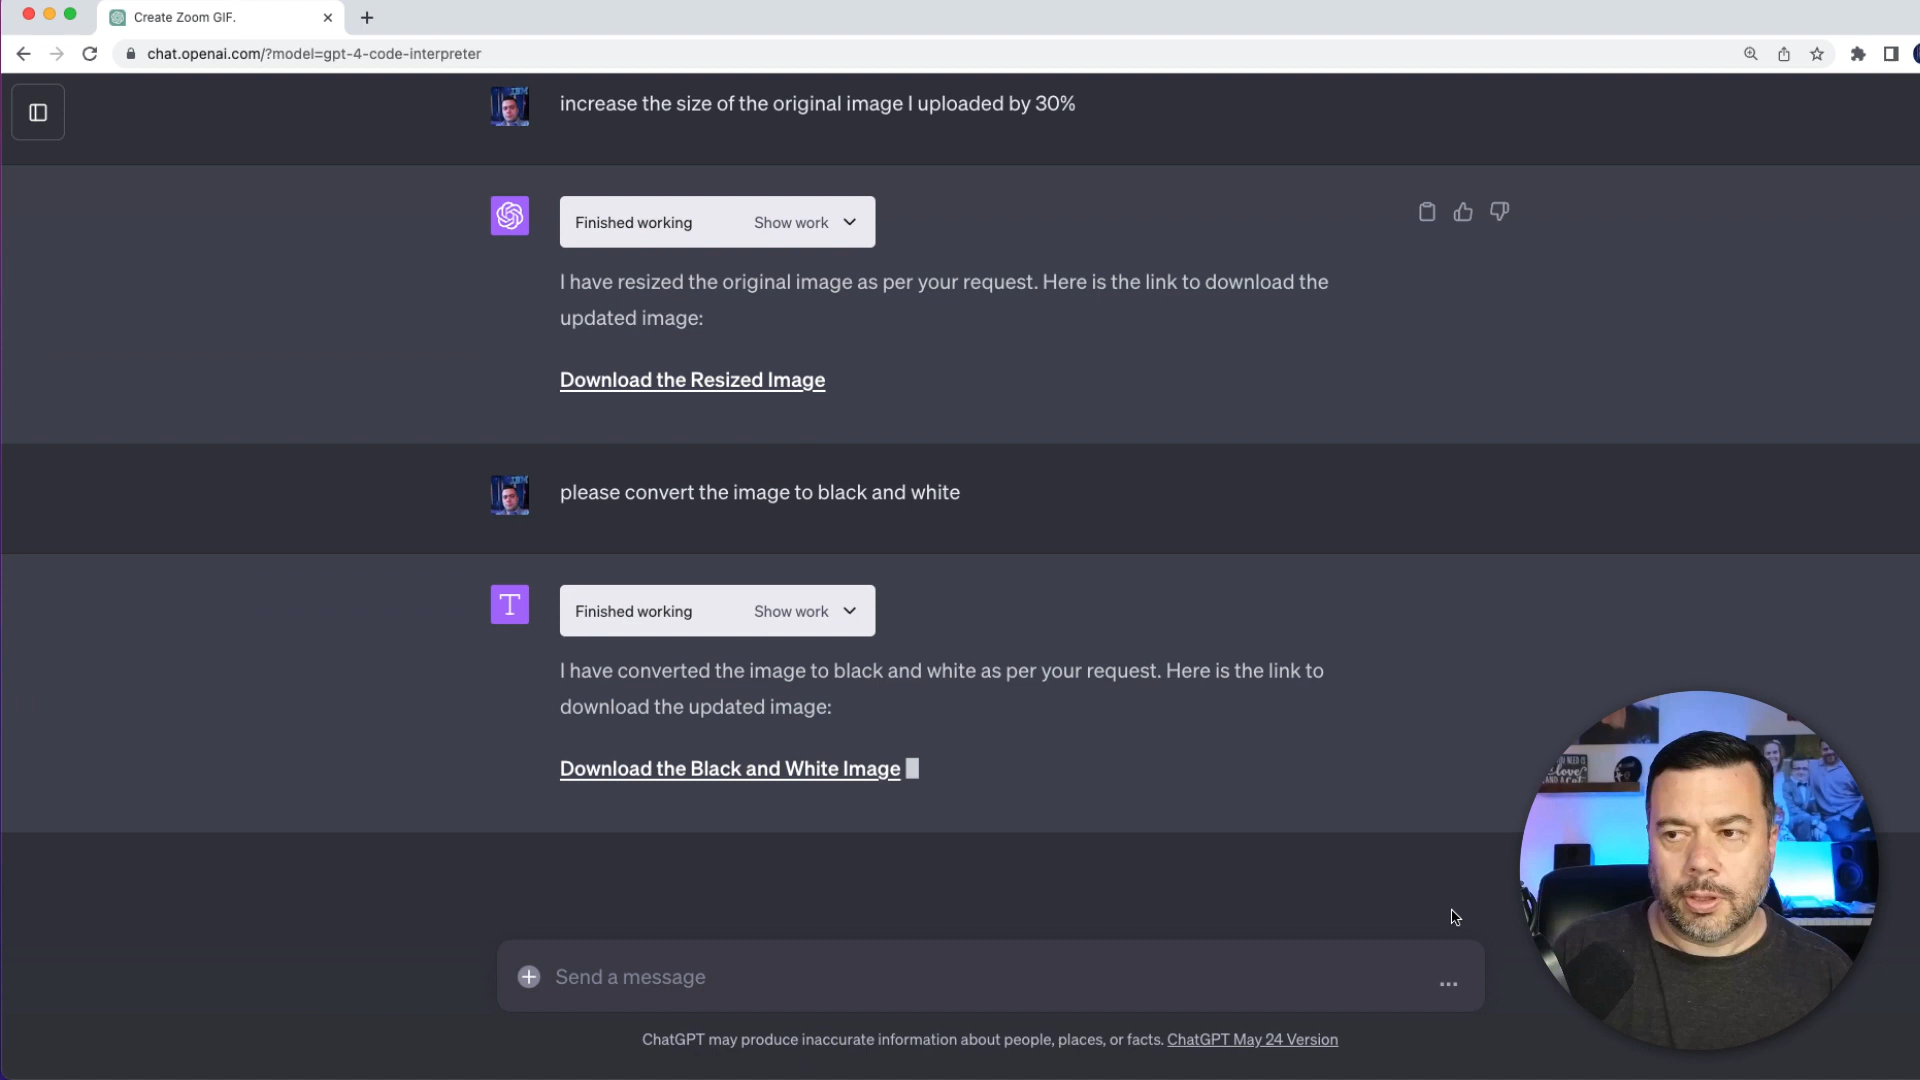 Create Zoom GIF.
chat.openai.com/?model=gpt-4-code-interpreter
increase the size of the original image I uploaded by 30%
Finished working Show work
I have resized the original image as per your request. Here is the link to download the
updated image:
Download the Resized Image
please convert the image to black and white
T
Finished working Show work
I have converted the image to black and white as per your request. Here is the link to
download the updated image:
Download the Black and White Image
Send a message
ChatGPT may produce inaccurate information about people, places, or facts. ChatGPT May 24 Version